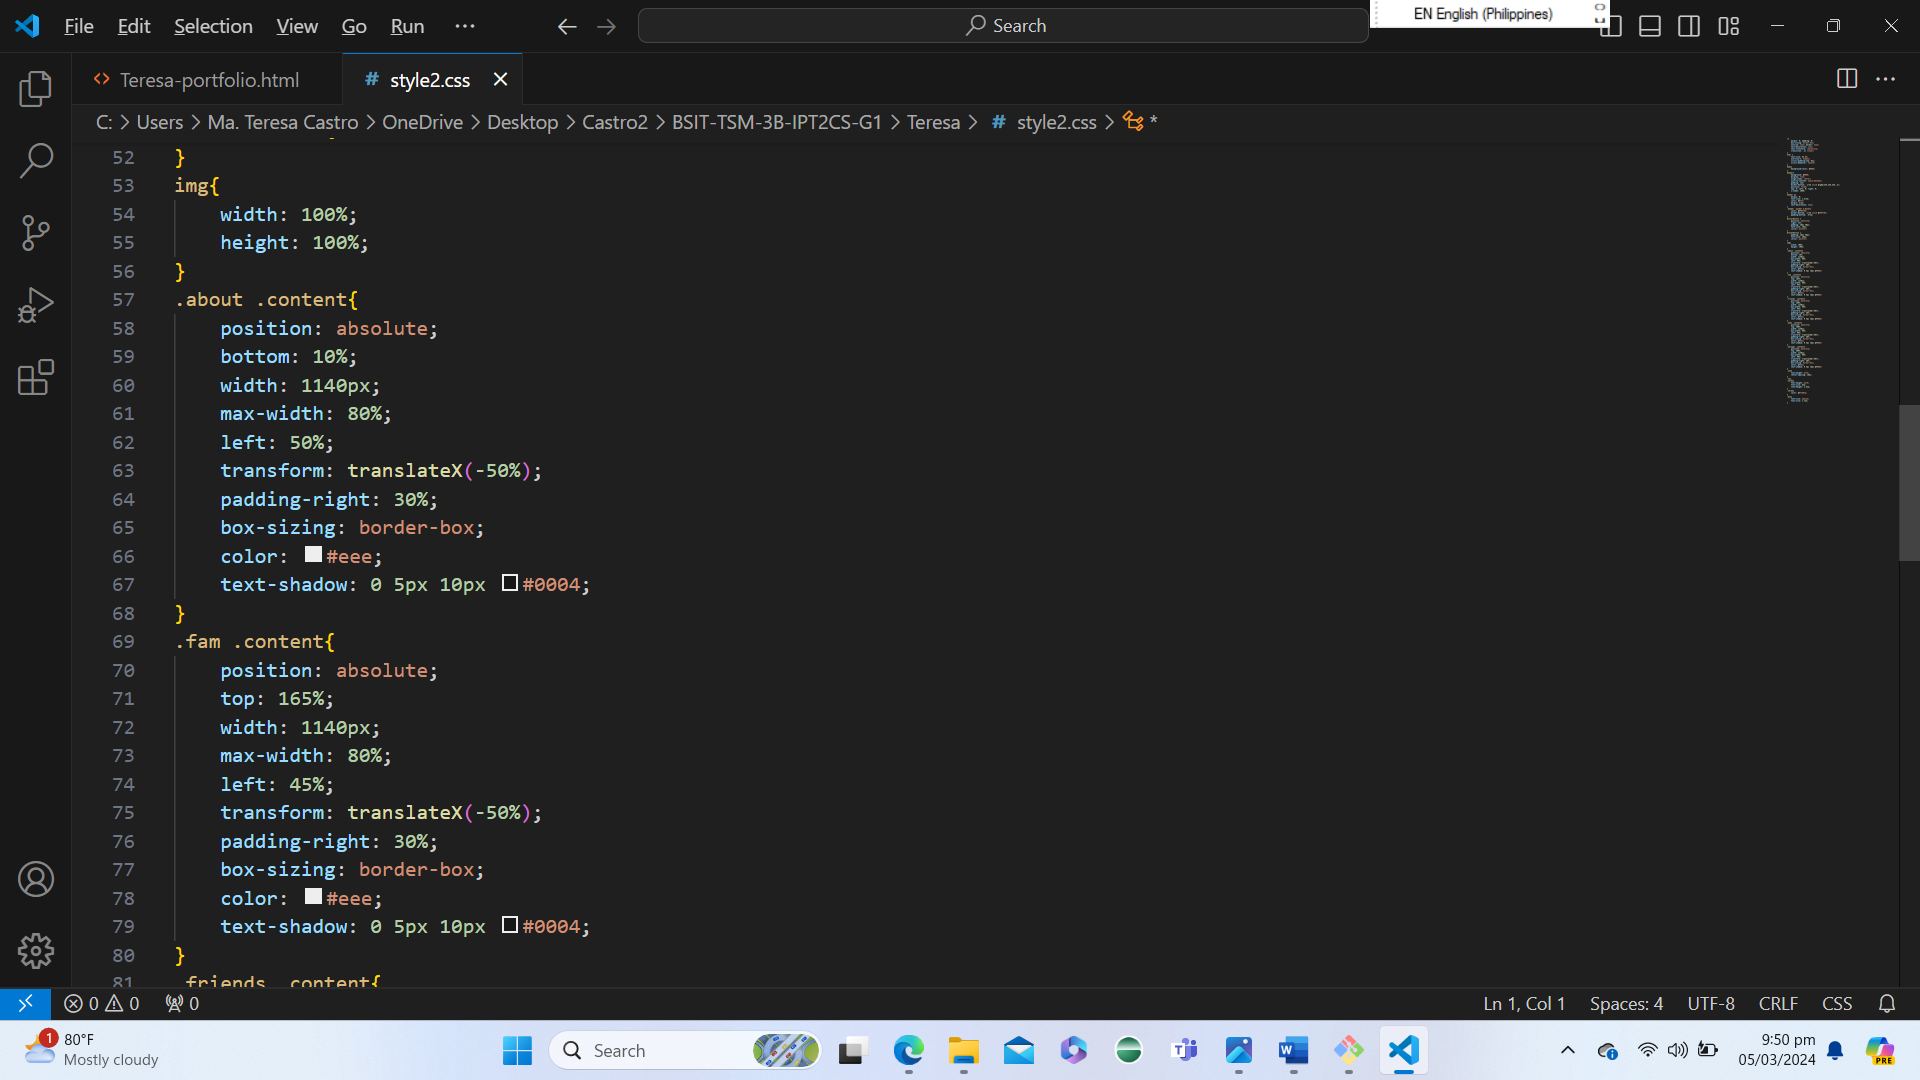 File Edit Selection View Go Run ···
Search
EN English (Philippines)
Teresa-portfolio.html
# style2.css
C: > Users > Ma. Teresa Castro > OneDrive > Desktop > Castro2 > BSIT-TSM-3B-IPT2CS-G1 > Teresa > # style2.css > *
52 }
53 img{
54 width: 100%;
55 height: 100%;
56 }
57 .about .content{
58 position: absolute;
59 bottom: 10%;
60 width: 1140px;
61 max-width: 80%;
62 left: 50%;
63 transform: translateX(-50%);
64 padding-right: 30%;
65 box-sizing: border-box;
66 color: #eee;
67 text-shadow: 0 5px 10px #0004;
68 }
69 .fam .content{
70 position: absolute;
71 top: 165%;
72 width: 1140px;
73 max-width: 80%;
74 left: 45%;
75 transform: translateX(-50%);
76 padding-right: 30%;
77 box-sizing: border-box;
78 color: #eee;
79 text-shadow: 0 5px 10px #0004;
80 }
81 .friends .content{
0 0 0
Ln 1, Col 1 Spaces: 4 UTF-8 CRLF CSS
1
80°F
Mostly cloudy
Search
9:50 pm
05/03/2024
PRE